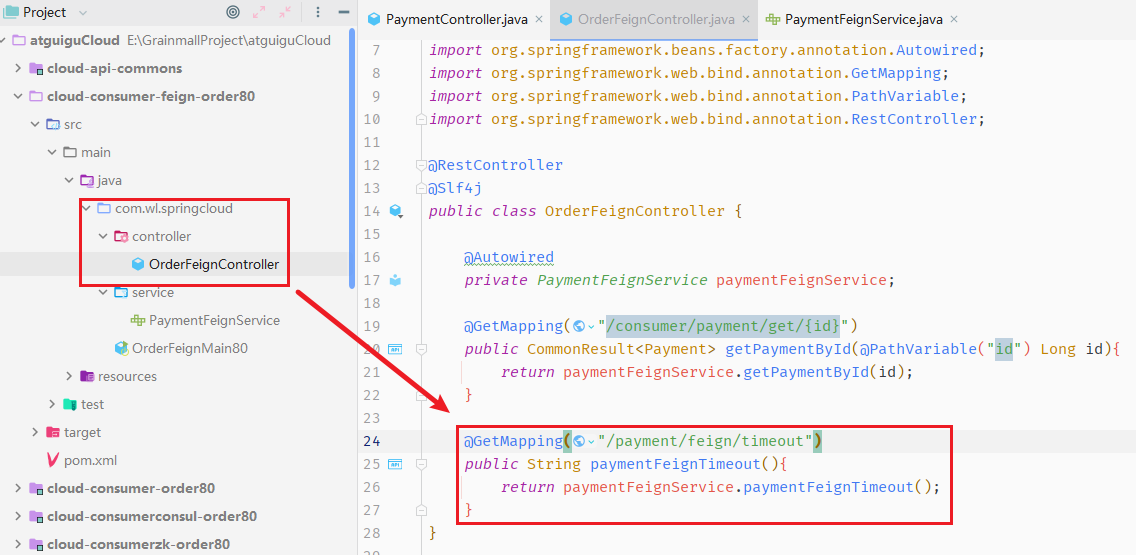 Project
atguiguCloud E:\GrainmallProject\atguiguCloud
cloud-api-commons
cloud-consumer-feign-order80
src
main
java
com.wl.springcloud
controller
OrderFeignController
service
PaymentFeignService
OrderFeignMain80
resources
test
target
pom.xml
cloud-consumer-order80
cloud-consumerconsul-order80
cloud-consumerzk-order80
PaymentController.java × OrderFeignController.java × PaymentFeignService.java ×
7 import org.springframework.beans.factory.annotation.Autowired;
8 import org.springframework.web.bind.annotation.GetMapping;
9 import org.springframework.web.bind.annotation.PathVariable;
10 import org.springframework.web.bind.annotation.RestController;
11
12 @RestController
13 @Slf4j
14 public class OrderFeignController {
15
16 @Autowired
17 private PaymentFeignService paymentFeignService;
18
19 @GetMapping("/consumer/payment/get/{id}")
20 public CommonResult<Payment> getPaymentById(@PathVariable("id") Long id){
21 return paymentFeignService.getPaymentById(id);
22 }
23
24 @GetMapping("/payment/feign/timeout")
25 public String paymentFeignTimeout(){
26 return paymentFeignService.paymentFeignTimeout();
27 }
28 }
29